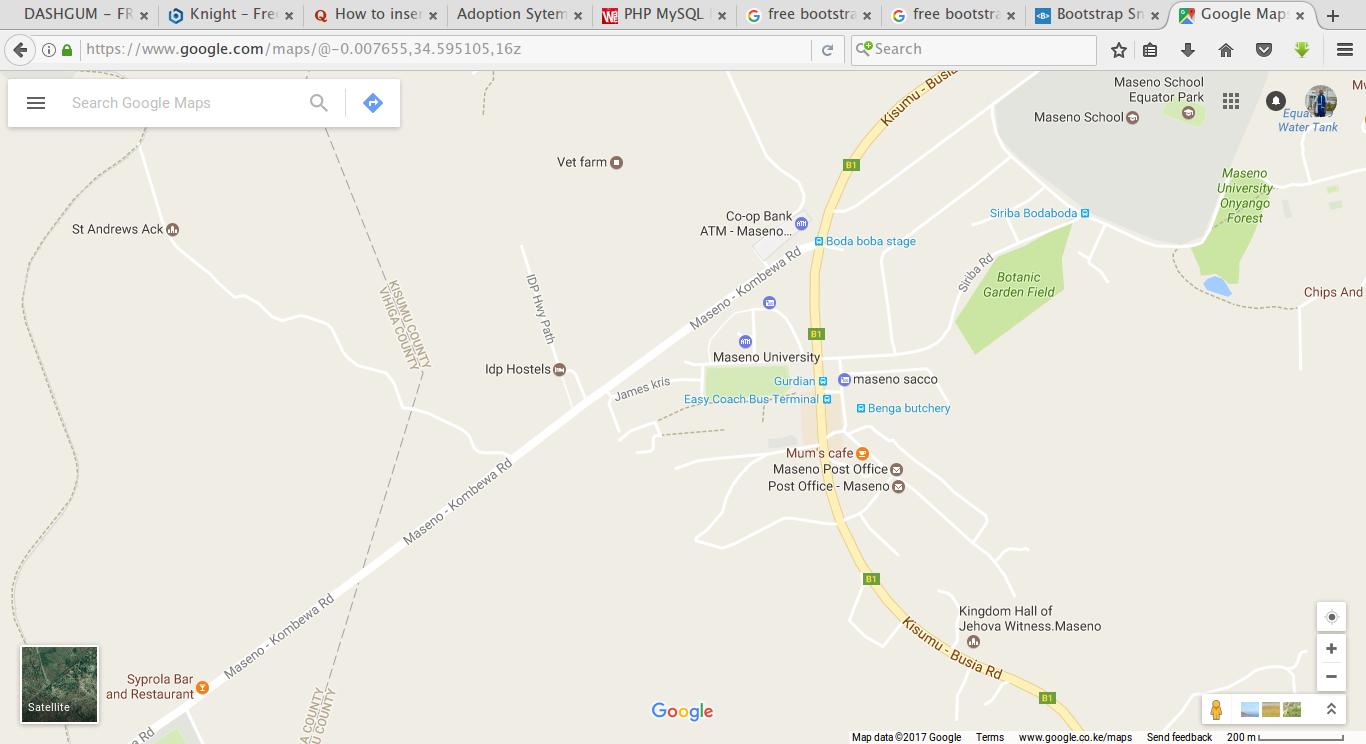 DASHGUM - FR
Knight - Free
How to inser
Adoption Sytem
PHP MySQL
free bootstra
free bootstra
Bootstrap Sn
Google Maps
https://www.google.com/maps/@-0.007655,34.595105,16z
Search
Search Google Maps
Kisumu - Busia
Maseno School
Equator Park
Maseno School
Equator
Water Tank
Vet farm
B1
Maseno
University
Onyango
Forest
St Andrews Ack
Co-op Bank
ATM - Maseno...
Siriba Bodaboda
Boda boba stage
Maseno - Kombewa Rd
Siriba Rd
Botanic
Garden Field
Chips And
IDP Hwy Path
KISUMU COUNTY
VIHIGA COUNTY
B1
Maseno University
Idp Hostels
James kris
Gurdian
maseno sacco
Easy Coach Bus Terminal
Benga butchery
Mum's cafe
Maseno Post Office
Post Office - Maseno
Maseno - Kombewa Rd
B1
Maseno - Kombewa Rd
Kingdom Hall of
Jehova Witness.Maseno
Kisumu - Busia Rd
Syprola Bar
and Restaurant
B1
Satellite
A COUNTY
U COUNTY
a Rd
Google
Map data ©2017 Google
Terms
www.google.co.ke/maps
Send feedback
200 m